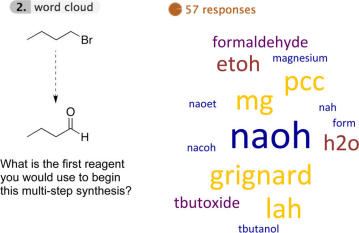 2. word cloud
57 responses
Br
O
H
What is the first reagent
you would use to begin
this multi-step synthesis?
formaldehyde
magnesium
etoh
pcc
naoet
mg
nah
form
nacoh
naoh
h2o
grignard
tbutoxide
lah
tbutanol